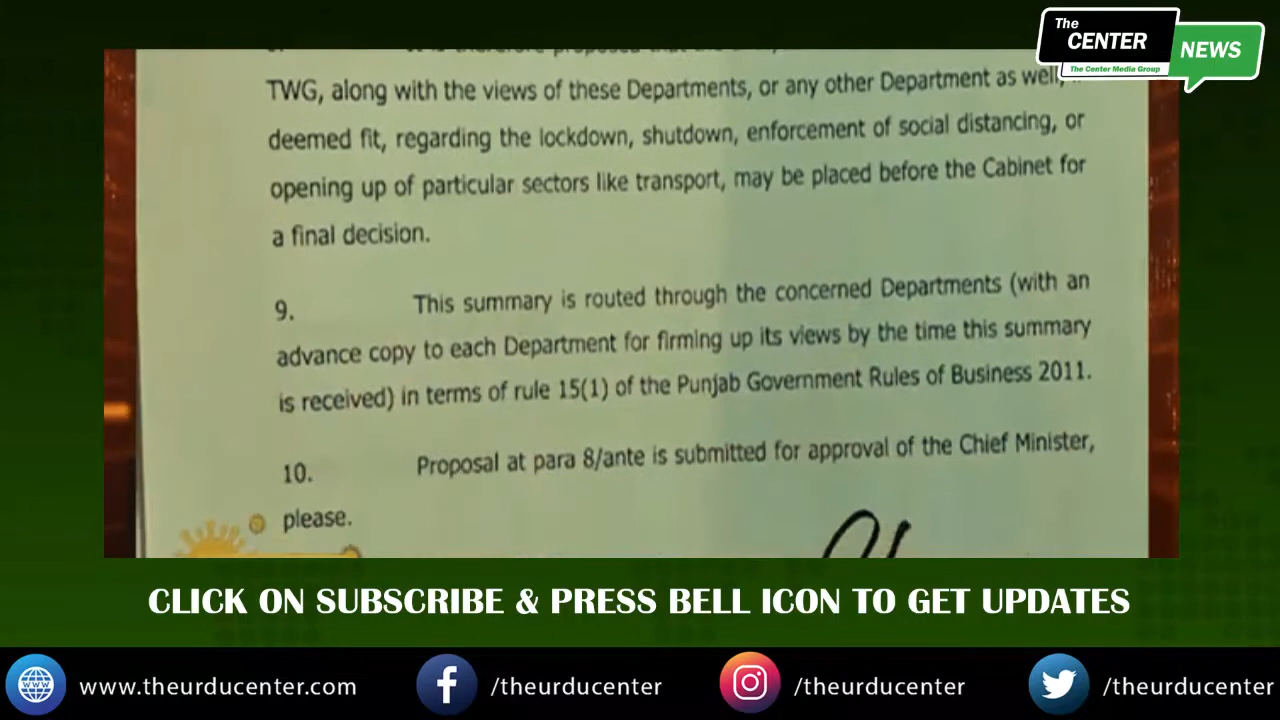 The
CENTER
NEWS
The Center Media Group
TWG, along with the views of these Departments, or any other Department as well,
deemed fit, regarding the lockdown, shutdown, enforcement of social distancing, or
opening up of particular sectors like transport, may be placed before the Cabinet for
a final decision.
9. This summary is routed through the concerned Departments (with an
advance copy to each Department for firming up its views by the time this summary
is received) in terms of rule 15(1) of the Punjab Government Rules of Business 2011.
10. Proposal at para 8/ante is submitted for approval of the Chief Minister,
please.
CLICK ON SUBSCRIBE & PRESS BELL ICON TO GET UPDATES
www.theurducenter.com /theurducenter /theurducenter /theurducenter